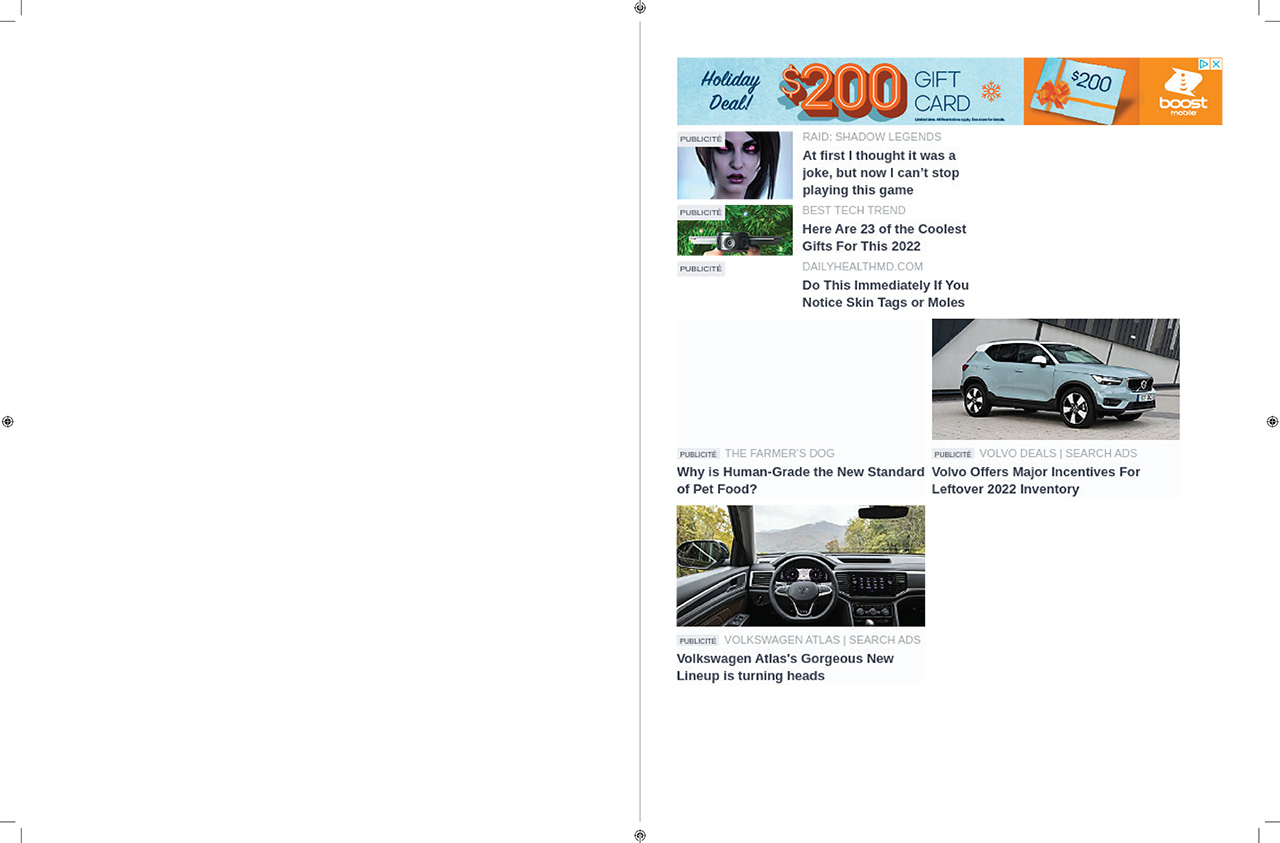 Holiday
Deal!
$200
GIFT
CARD
$200
boost
mobile
PUBLICITÉ
RAID: SHADOW LEGENDS
At first I thought it was a
joke, but now I can’t stop
playing this game
PUBLICITÉ
BEST TECH TREND
Here Are 23 of the Coolest
Gifts For This 2022
PUBLICITÉ
DAILYHEALTHMD.COM
Do This Immediately If You
Notice Skin Tags or Moles
PUBLICITÉ THE FARMER’S DOG
Why is Human-Grade the New Standard
of Pet Food?
PUBLICITÉ VOLVO DEALS | SEARCH ADS
Volvo Offers Major Incentives For
Leftover 2022 Inventory
PUBLICITÉ VOLKSWAGEN ATLAS | SEARCH ADS
Volkswagen Atlas's Gorgeous New
Lineup is turning heads